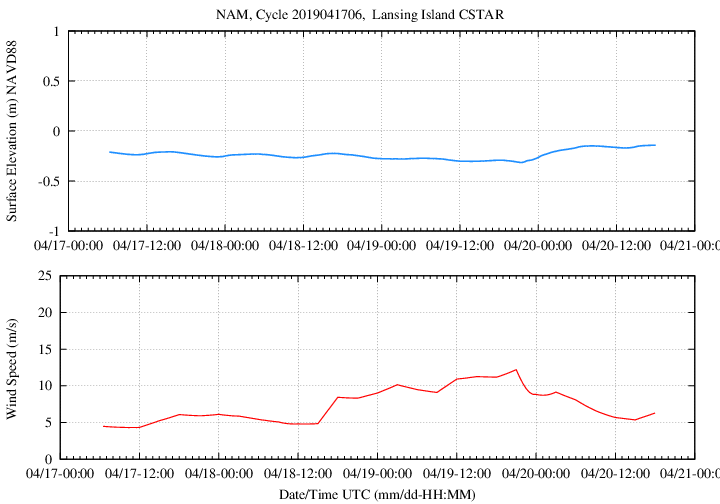 NAM, Cycle 2019041706,  Lansing Island CSTAR
Surface Elevation (m) NAVD88
1
0.5
0
-0.5
-1
04/17-00:00 04/17-12:00 04/18-00:00 04/18-12:00 04/19-00:00 04/19-12:00 04/20-00:00 04/20-12:00 04/21-0
Wind Speed (m/s)
25
20
15
10
5
0
04/17-00:00 04/17-12:00 04/18-00:00 04/18-12:00 04/19-00:00 04/19-12:00 04/20-00:00 04/20-12:00 04/21-0
Date/Time UTC (mm/dd-HH:MM)